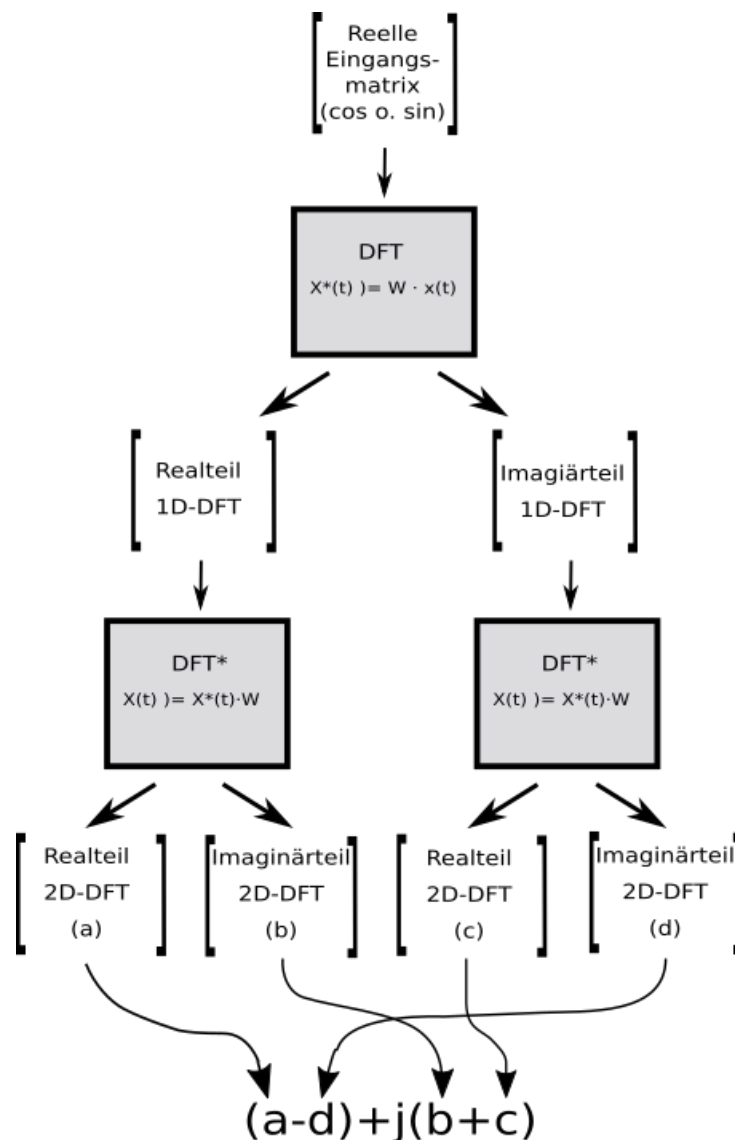 Reelle
Eingangs-
matrix
(cos o. sin)
DFT
X*(t) )= W · x(t)
Realteil
1D-DFT
Imagiärteil
1D-DFT
DFT*
X(t) )= X*(t)·W
DFT*
X(t) )= X*(t)·W
Realteil
2D-DFT
(a)
Imaginärteil
2D-DFT
(b)
Realteil
2D-DFT
(c)
Imaginärteil
2D-DFT
(d)
(a-d)+j(b+c)